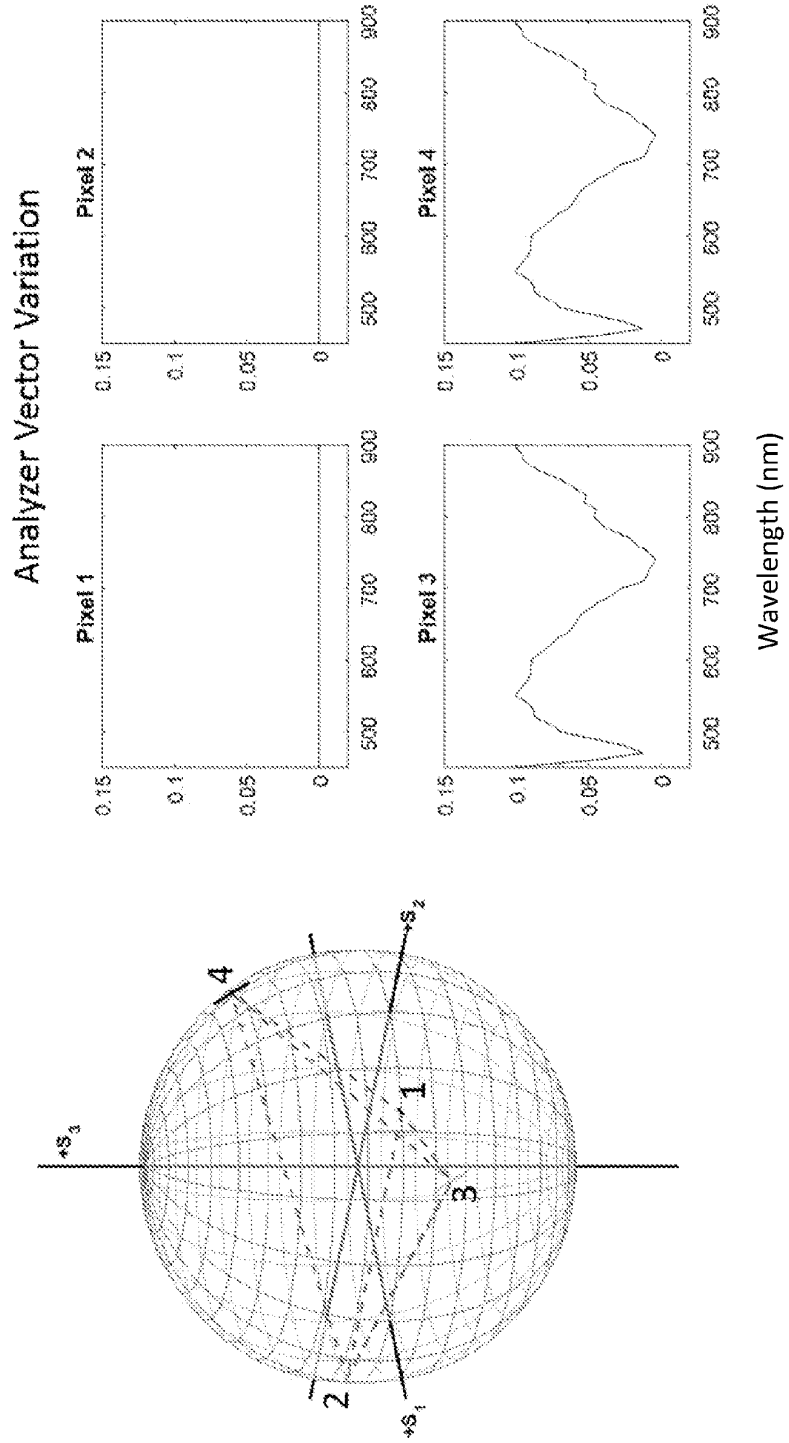 Analyzer Vector Variation
+S3
4
+S2
1
3
2
+S1
Pixel 1
0.15
0.1
0.05
0
500 600 700 800 900
Pixel 2
0.15
0.1
0.05
0
500 600 700 800 900
Pixel 3
0.15
0.1
0.05
0
500 600 700 800 900
Pixel 4
0.15
0.1
0.05
0
500 600 700 800 900
Wavelength (nm)